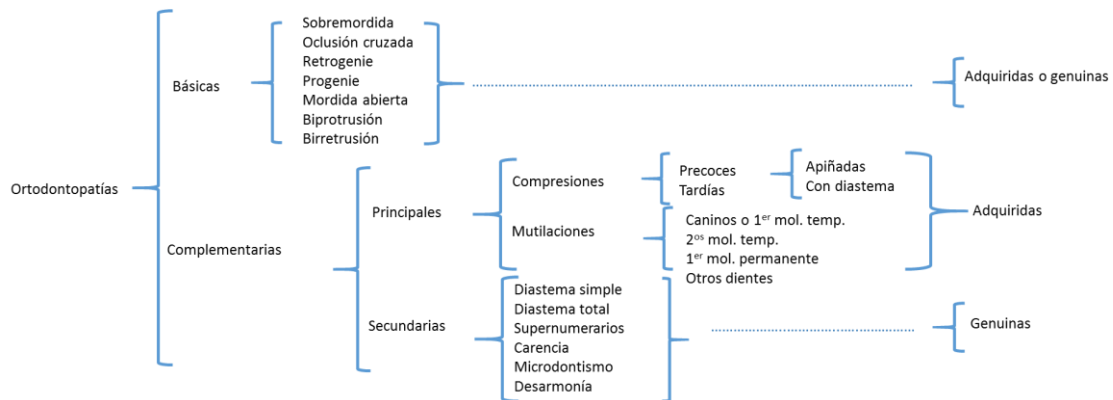 Ortodontopatías
Básicas
Sobremordida
Oclusión cruzada
Retrogenie
Progenie
Mordida abierta
Biprotrusión
Birretrusión
Adquiridas o genuinas
Complementarias
Principales
Compresiones
Precoces
Tardías
Apiñadas
Con diastema
Mutilaciones
Caninos o 1er mol. temp.
2os mol. temp.
1er mol. permanente
Otros dientes
Adquiridas
Secundarias
Diastema simple
Diastema total
Supernumerarios
Carencia
Microdontismo
Desarmonía
Genuinas